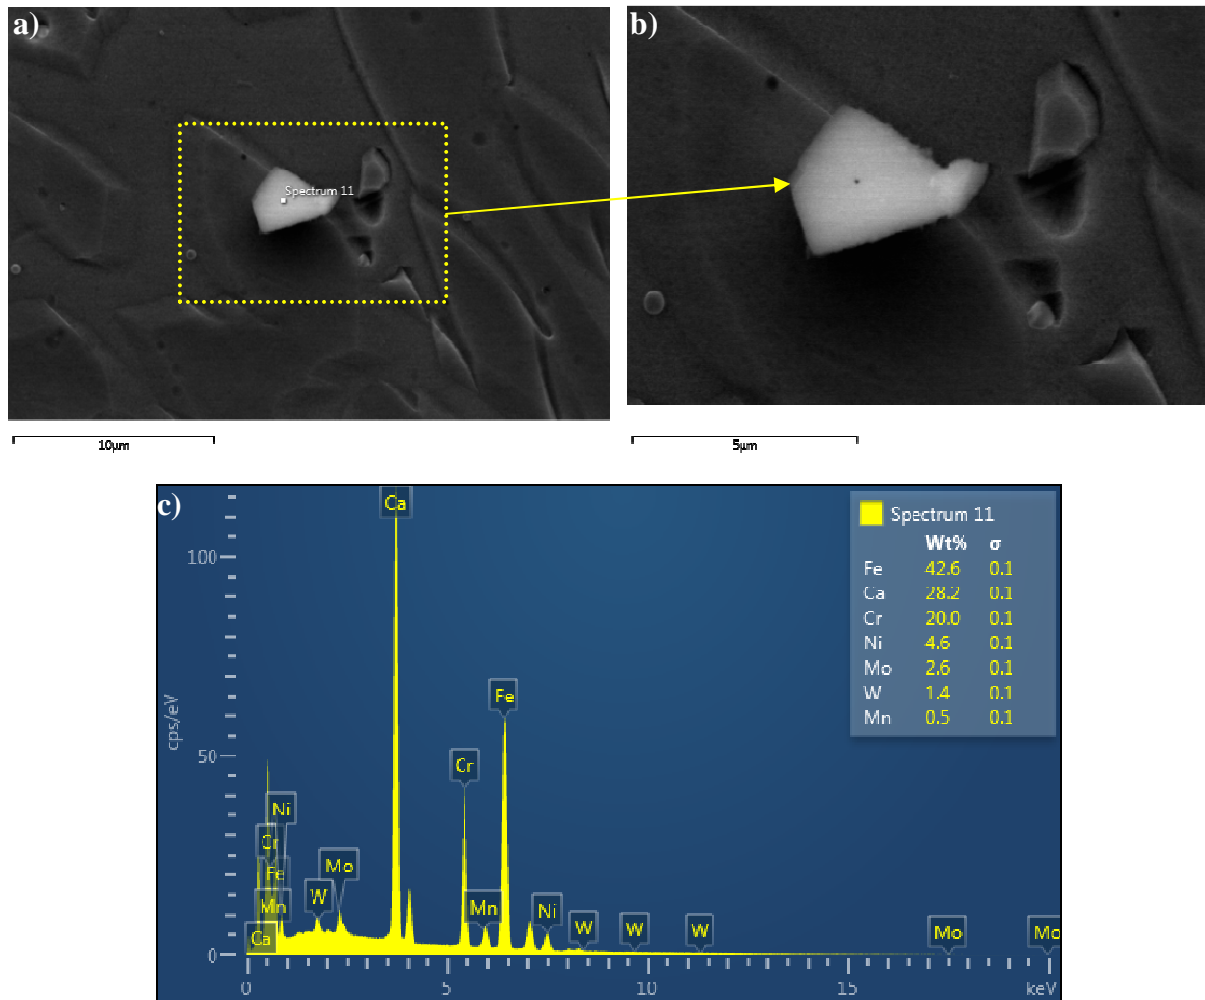 a)
b)
Spectrum 11
10µm
5µm
c)
Spectrum 11
Wt% σ
Fe 42.6 0.1
Ca 28.2 0.1
Cr 20.0 0.1
Ni 4.6 0.1
Mo 2.6 0.1
W 1.4 0.1
Mn 0.5 0.1
Ca
Fe
Cr
Ni
Cr
Fe
Mn
Ca
W
Mo
Mn
Ni
W
W
W
Mo
Mo
cps/eV
100
50
0
0 5 10 15 keV